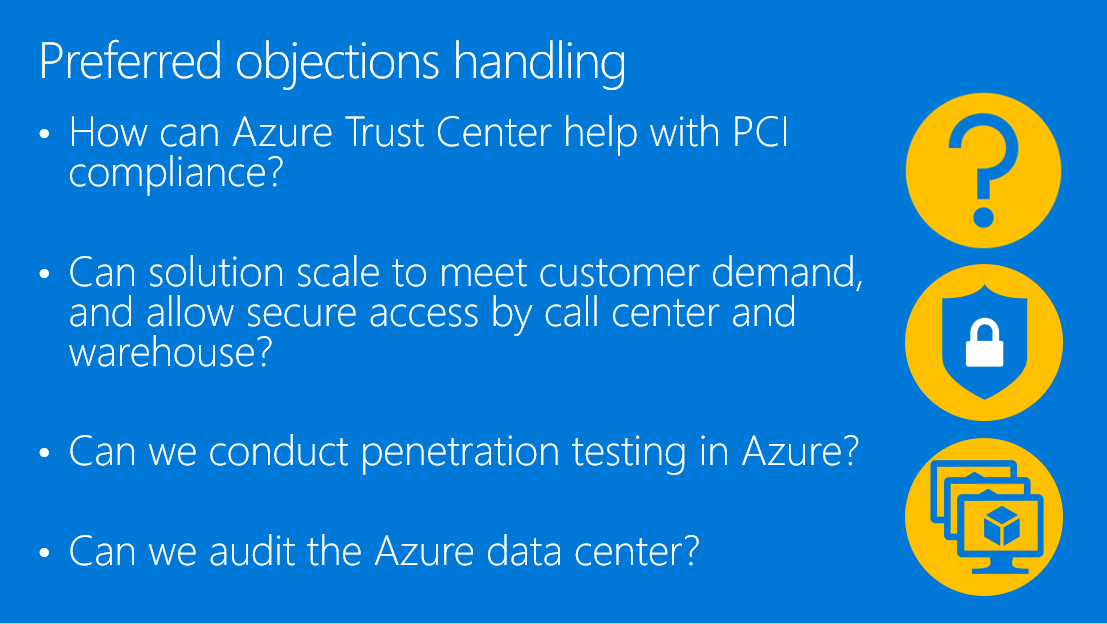 Preferred objections handling
• How can Azure Trust Center help with PCI
compliance?
• Can solution scale to meet customer demand,
and allow secure access by call center and
warehouse?
• Can we conduct penetration testing in Azure?
• Can we audit the Azure data center?